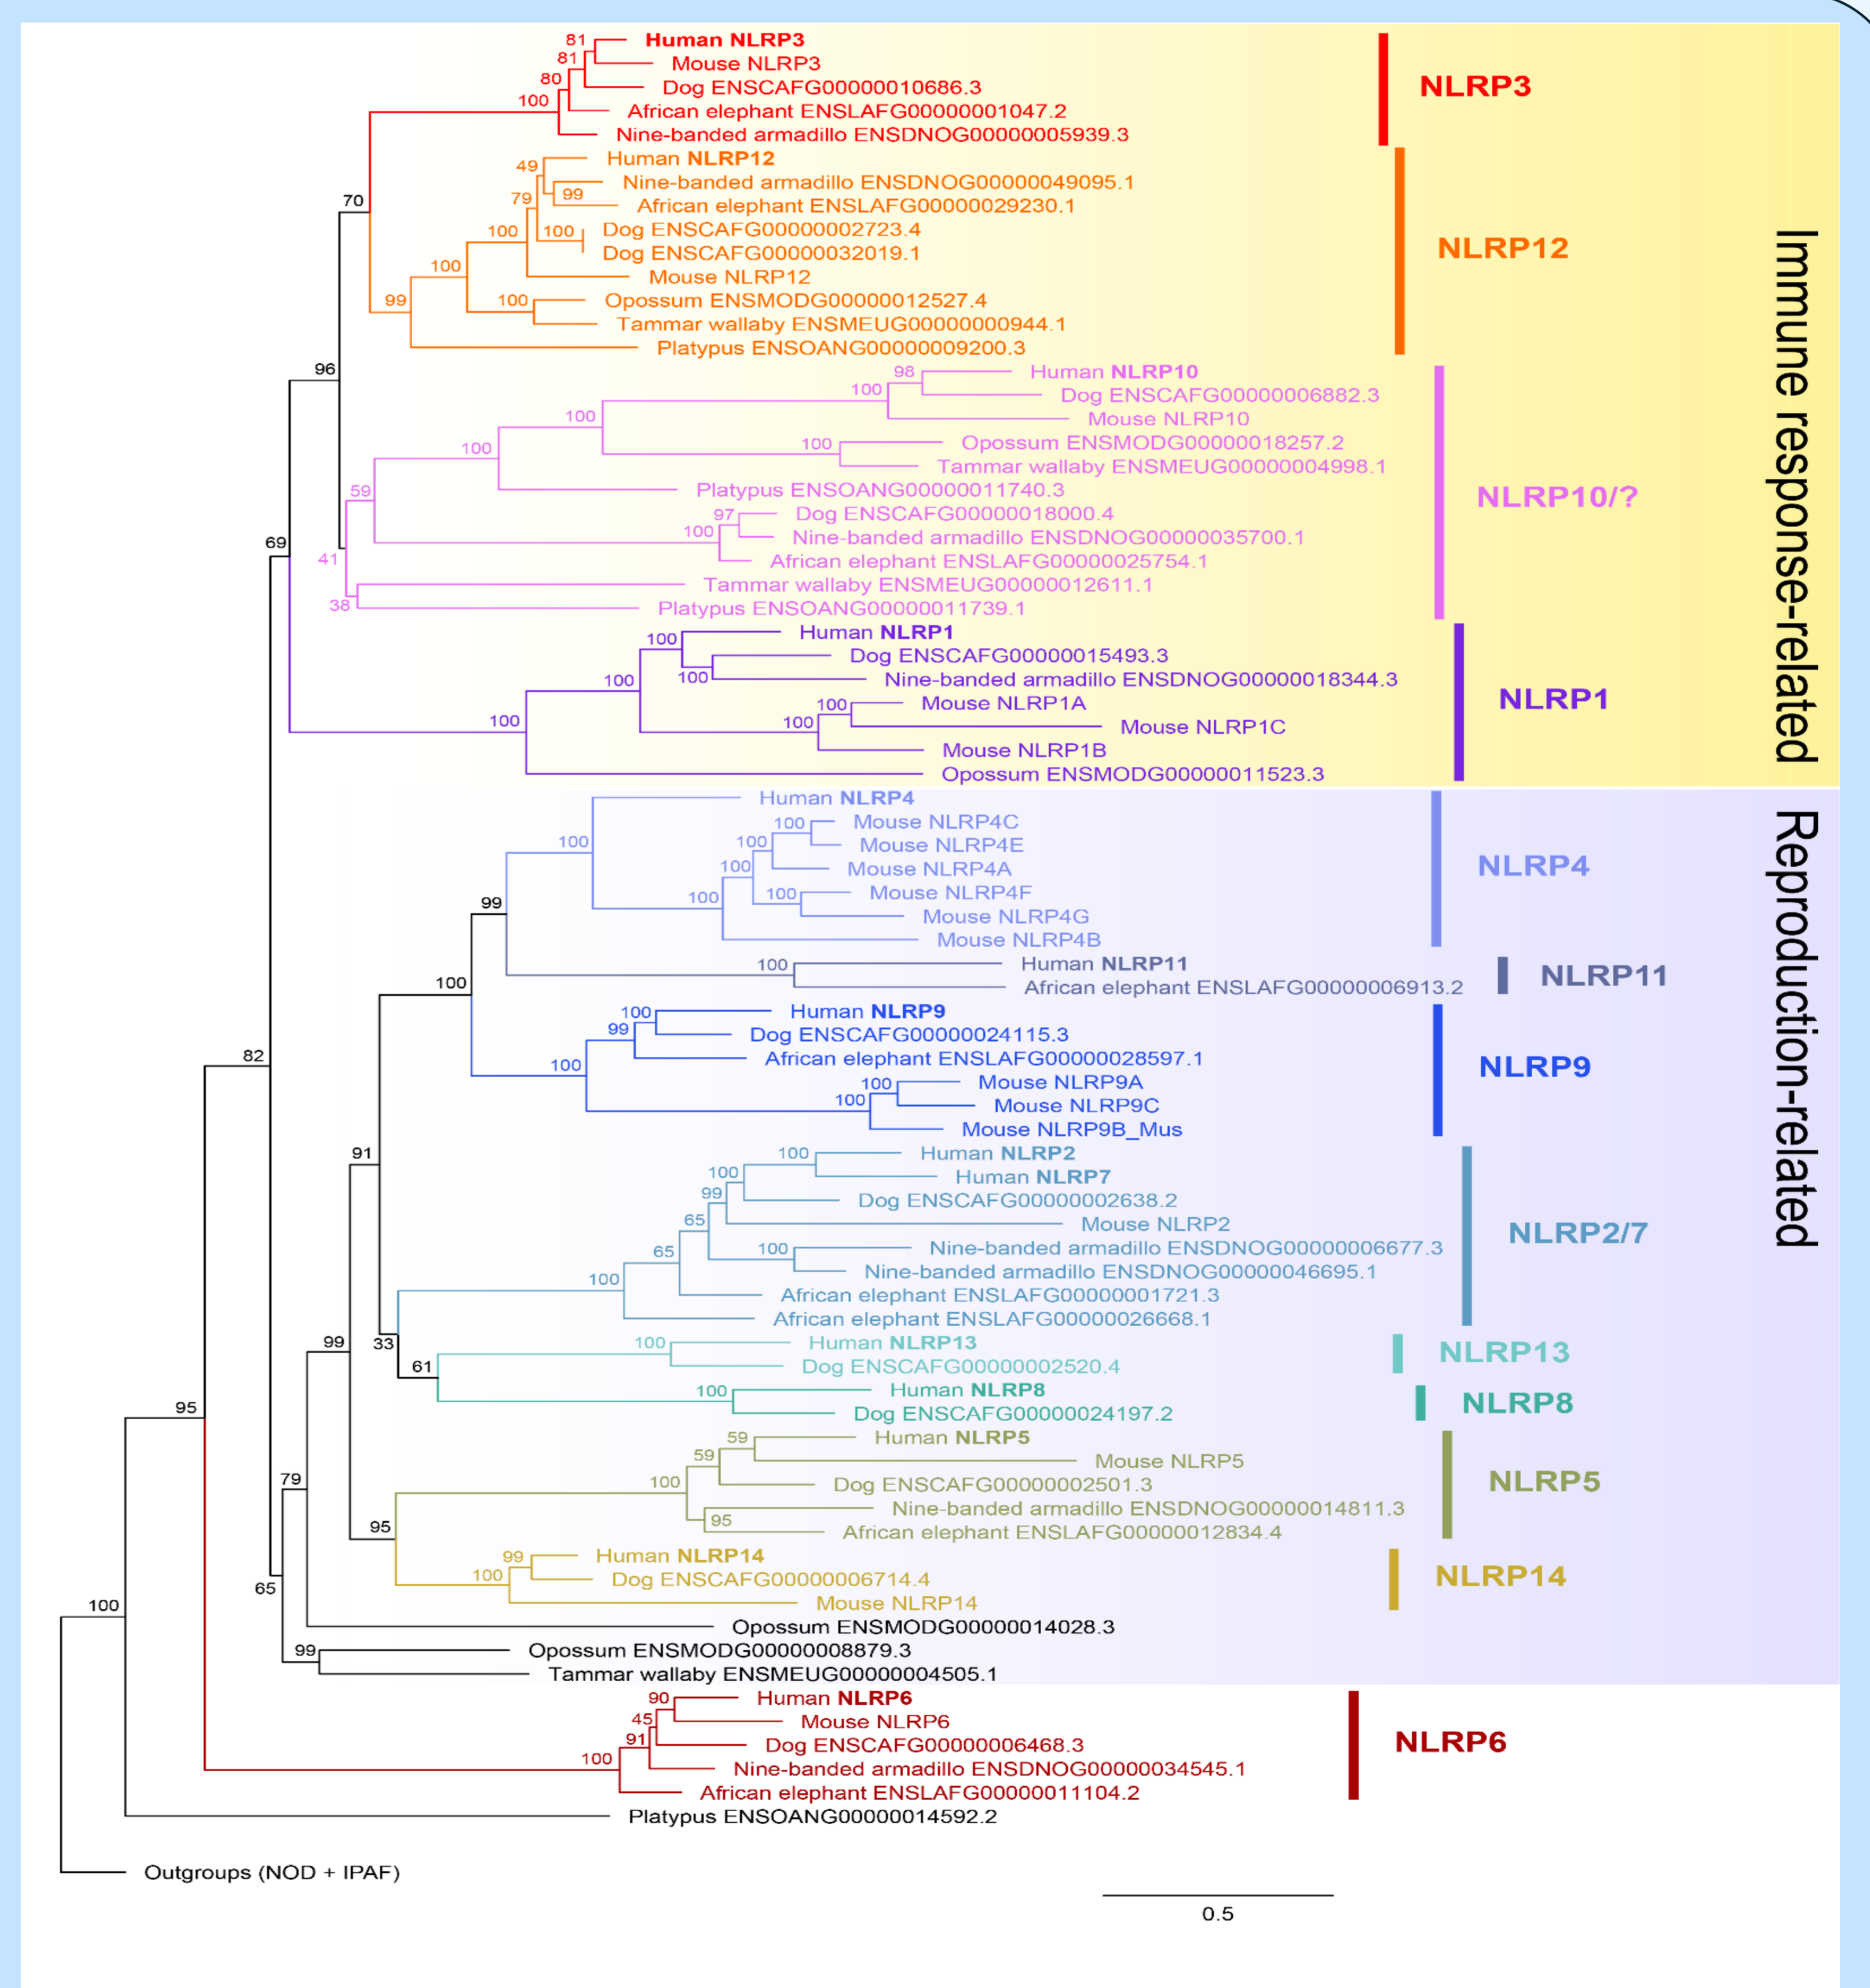 81
Human NLRP3
81
Mouse NLRP3
80
Dog ENSCAFG00000010686.3
100
African elephant ENSLAFG00000001047.2
Nine-banded armadillo ENSDNOG00000005939.3
NLRP3
49
Human NLRP12
Nine-banded armadillo ENSDNOG00000049095.1
99
79
African elephant ENSLAFG00000029230.1
100
100
Dog ENSCAFG00000002723.4
Dog ENSCAFG00000032019.1
100
Mouse NLRP12
99
100
Opossum ENSMODG00000012527.4
Tammar wallaby ENSMEUG00000000944.1
Platypus ENSOANG00000009200.3
NLRP12
70
96
98
Human NLRP10
100
Dog ENSCAFG00000006882.3
100
Mouse NLRP10
100
100
Opossum ENSMODG00000018257.2
Tammar wallaby ENSMEUG00000004998.1
59
Platypus ENSOANG00000011740.3
97
Dog ENSCAFG00000018000.4
100
Nine-banded armadillo ENSDNOG00000035700.1
41
African elephant ENSLAFG00000025754.1
Tammar wallaby ENSMEUG00000012611.1
38
Platypus ENSOANG00000011739.1
NLRP10/?
69
100
Human NLRP1
Dog ENSCAFG00000015493.3
100
100
Nine-banded armadillo ENSDNOG00000018344.3
100
Mouse NLRP1A
100
100
Mouse NLRP1C
Mouse NLRP1B
Opossum ENSMODG00000011523.3
NLRP1
Immune response-related
Human NLRP4
100
Mouse NLRP4C
100
100
Mouse NLRP4E
100
Mouse NLRP4A
100
100
Mouse NLRP4F
99
Mouse NLRP4G
Mouse NLRP4B
NLRP4
100
Human NLRP11
100
African elephant ENSLAFG00000006913.2
NLRP11
100
Human NLRP9
99
Dog ENSCAFG00000024115.3
100
African elephant ENSLAFG00000028597.1
100
Mouse NLRP9A
100
Mouse NLRP9C
Mouse NLRP9B_Mus
NLRP9
82
91
100
Human NLRP2
100
Human NLRP7
99
Dog ENSCAFG00000002638.2
65
Mouse NLRP2
65
100
Nine-banded armadillo ENSDNOG00000006677.3
100
Nine-banded armadillo ENSDNOG00000046695.1
African elephant ENSLAFG00000001721.3
African elephant ENSLAFG00000026668.1
NLRP2/7
99
33
100
Human NLRP13
61
Dog ENSCAFG00000002520.4
NLRP13
100
Human NLRP8
Dog ENSCAFG00000024197.2
NLRP8
95
59
Human NLRP5
59
Mouse NLRP5
100
Dog ENSCAFG00000002501.3
79
Nine-banded armadillo ENSDNOG00000014811.3
95
95
African elephant ENSLAFG00000012834.4
NLRP5
99
Human NLRP14
100
Dog ENSCAFG00000006714.4
65
Mouse NLRP14
NLRP14
100
Opossum ENSMODG00000014028.3
99
Opossum ENSMODG00000008879.3
Tammar wallaby ENSMEUG00000004505.1
Reproduction-related
90
Human NLRP6
45
Mouse NLRP6
91
Dog ENSCAFG00000006468.3
100
Nine-banded armadillo ENSDNOG00000034545.1
African elephant ENSLAFG00000011104.2
NLRP6
Platypus ENSOANG00000014592.2
Outgroups (NOD + IPAF)
0.5